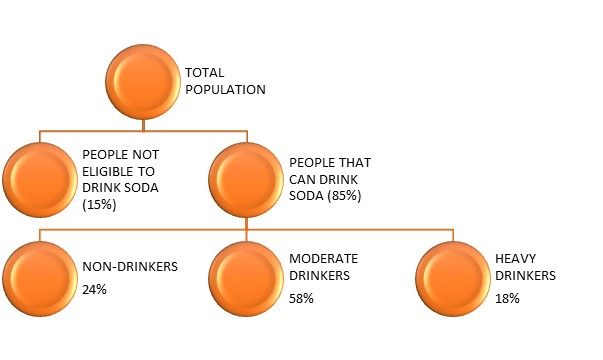 TOTAL
POPULATION
PEOPLE NOT
ELIGIBLE TO
DRINK SODA
(15%)
PEOPLE THAT
CAN DRINK
SODA (85%)
NON-DRINKERS
24%
MODERATE
DRINKERS
58%
HEAVY
DRINKERS
18%